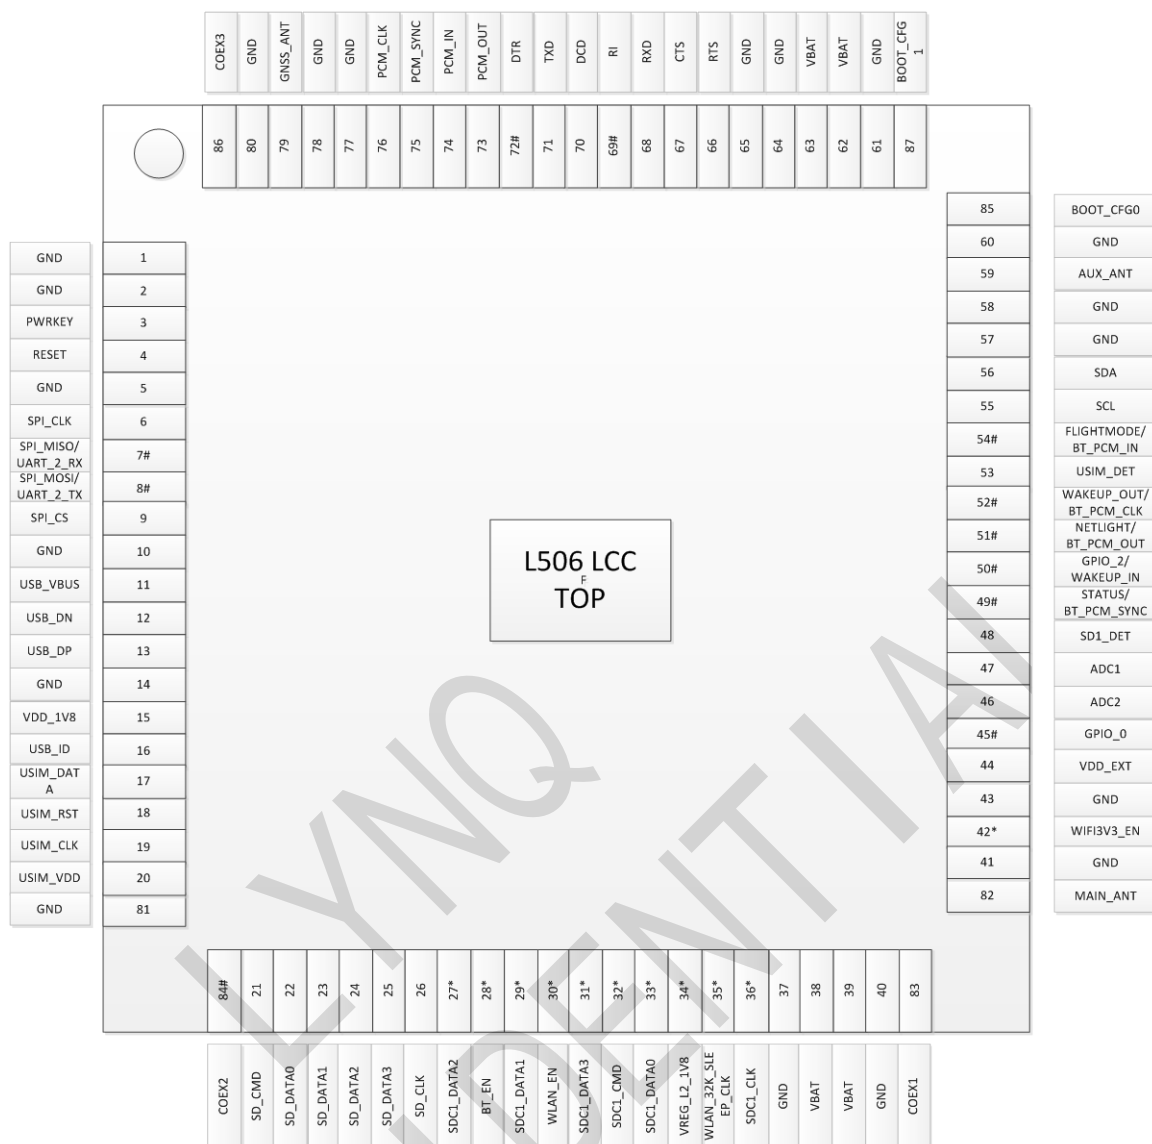 COEX3
GND
GNSS_ANT
GND
GND
PCM_CLK
PCM_SYNC
PCM_IN
PCM_OUT
DTR
TXD
DCD
RI
RXD
CTS
RTS
GND
GND
VBAT
VBAT
GND
BOOT_CFG
1
86
80
79
78
77
76
75
74
73
72#
71
70
69#
68
67
66
65
64
63
62
61
87
GND 1
GND 2
PWRKEY 3
RESET 4
GND 5
SPI_CLK 6
SPI_MISO/
UART_2_RX
7#
SPI_MOSI/
UART_2_TX
8#
SPI_CS 9
GND 10
USB_VBUS 11
USB_DN 12
USB_DP 13
GND 14
VDD_1V8 15
USB_ID 16
USIM_DAT
A
17
USIM_RST 18
USIM_CLK 19
USIM_VDD 20
GND 81
L506 LCC
F
TOP
85 BOOT_CFG0
60 GND
59 AUX_ANT
58 GND
57 GND
56 SDA
55 SCL
54#
FLIGHTMODE/
BT_PCM_IN
53 USIM_DET
52#
WAKEUP_OUT/
BT_PCM_CLK
51#
NETLIGHT/
BT_PCM_OUT
50#
GPIO_2/
WAKEUP_IN
49#
STATUS/
BT_PCM_SYNC
48 SD1_DET
47 ADC1
46 ADC2
45# GPIO_0
44 VDD_EXT
43 GND
42* WIFI3V3_EN
41 GND
82 MAIN_ANT
84#
21
22
23
24
25
26
27*
28*
29*
30*
31*
32*
33*
34*
35*
36*
37
38
39
40
83
COEX2
SD_CMD
SD_DATA0
SD_DATA1
SD_DATA2
SD_DATA3
SD_CLK
SDC1_DATA2
BT_EN
SDC1_DATA1
WLAN_EN
SDC1_DATA3
SDC1_CMD
SDC1_DATA0
VREG_L2_1V8
WLAN_32K_SLE
EP_CLK
SDC1_CLK
GND
VBAT
VBAT
GND
COEX1
LYNQ
IDENTIAL